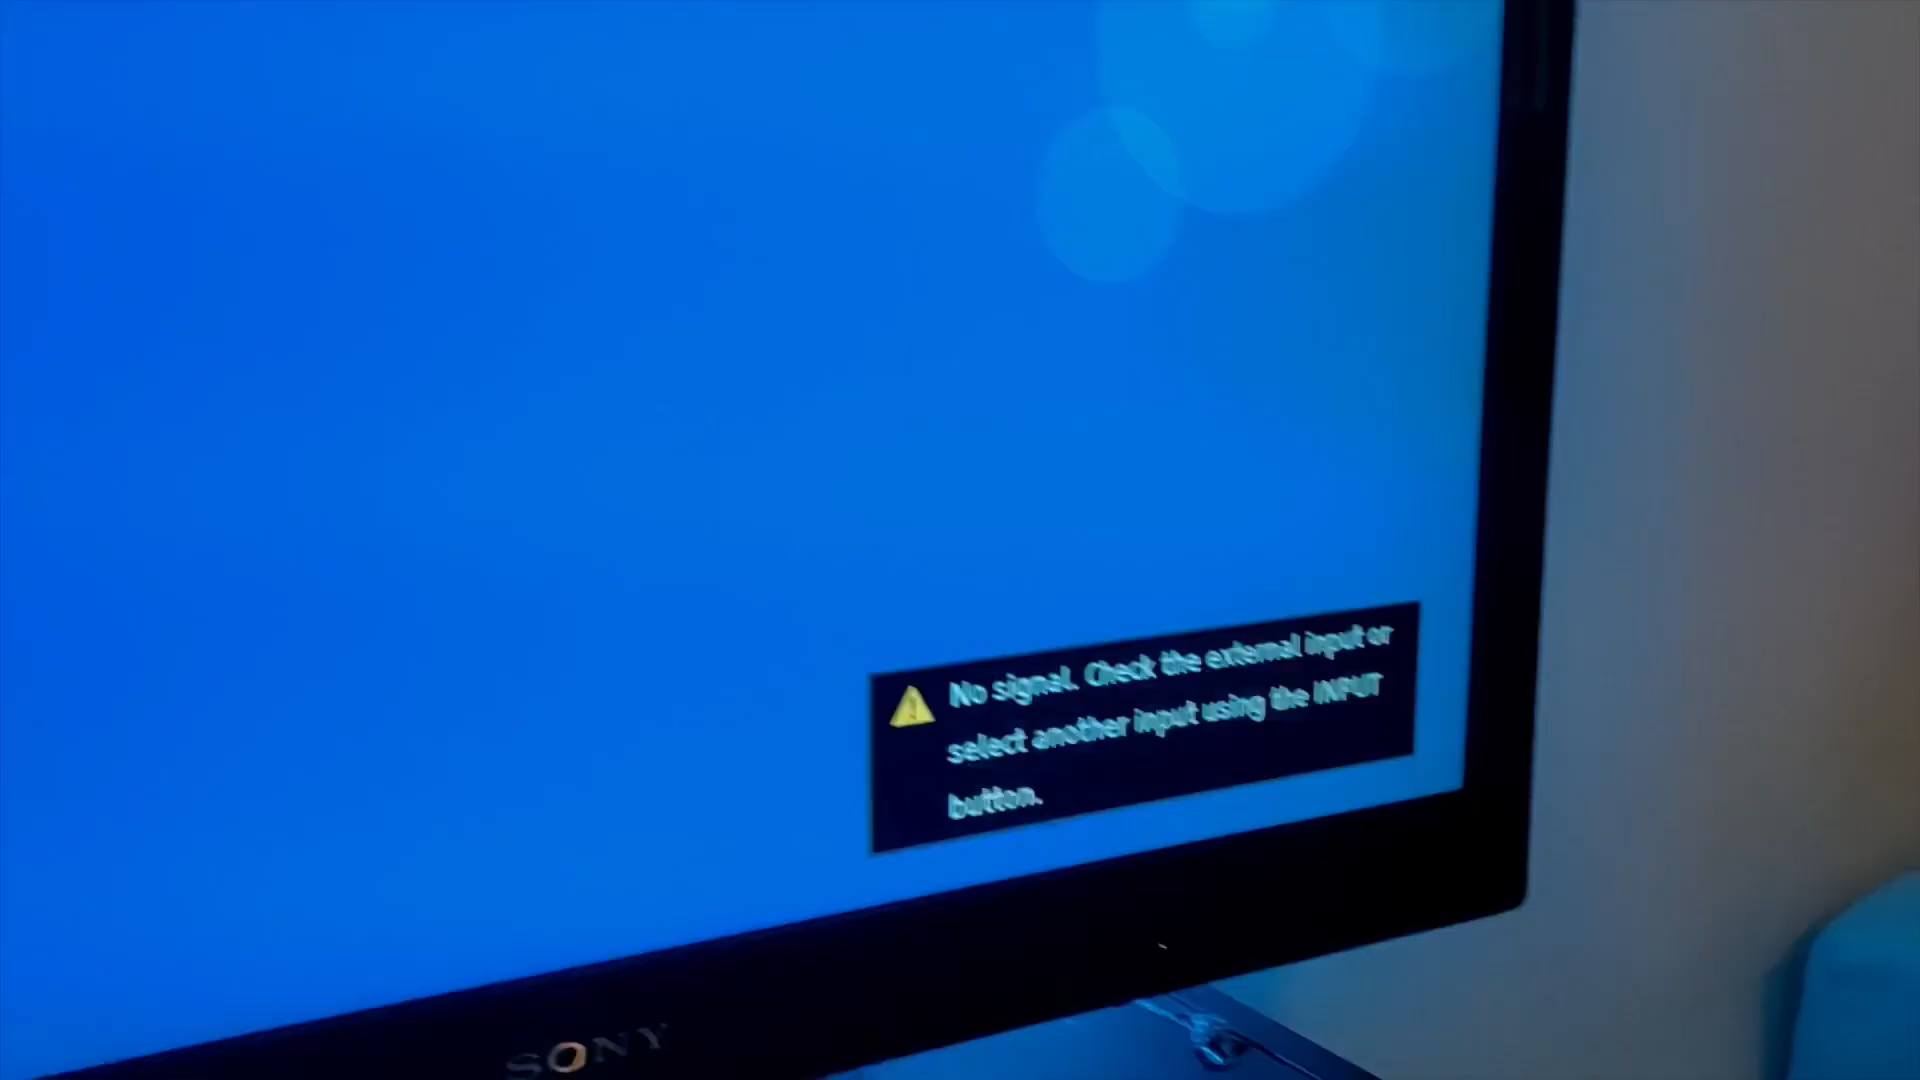 No signal. Check the external input or
select another input using the INPUT
button.
SONY